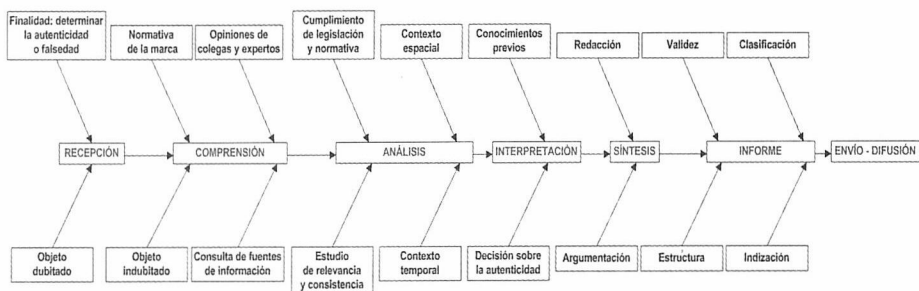 Finalidad: determinar
la autenticidad
o falsedad
Normativa
de la marca
Opiniones de
colegas y expertos
Cumplimiento
de legislación
y normativa
Contexto
espacial
Conocimientos
previos
Redacción
Validez
Clasificación
RECEPCIÓN
COMPRENSIÓN
ANÁLISIS
INTERPRETACIÓN
SÍNTESIS
INFORME
ENVÍO - DIFUSIÓN
Objeto
dubitado
Objeto
indubitado
Consulta de fuentes
de información
Estudio
de relevancia
y consistencia
Contexto
temporal
Decisión sobre
la autenticidad
Argumentación
Estructura
Indización